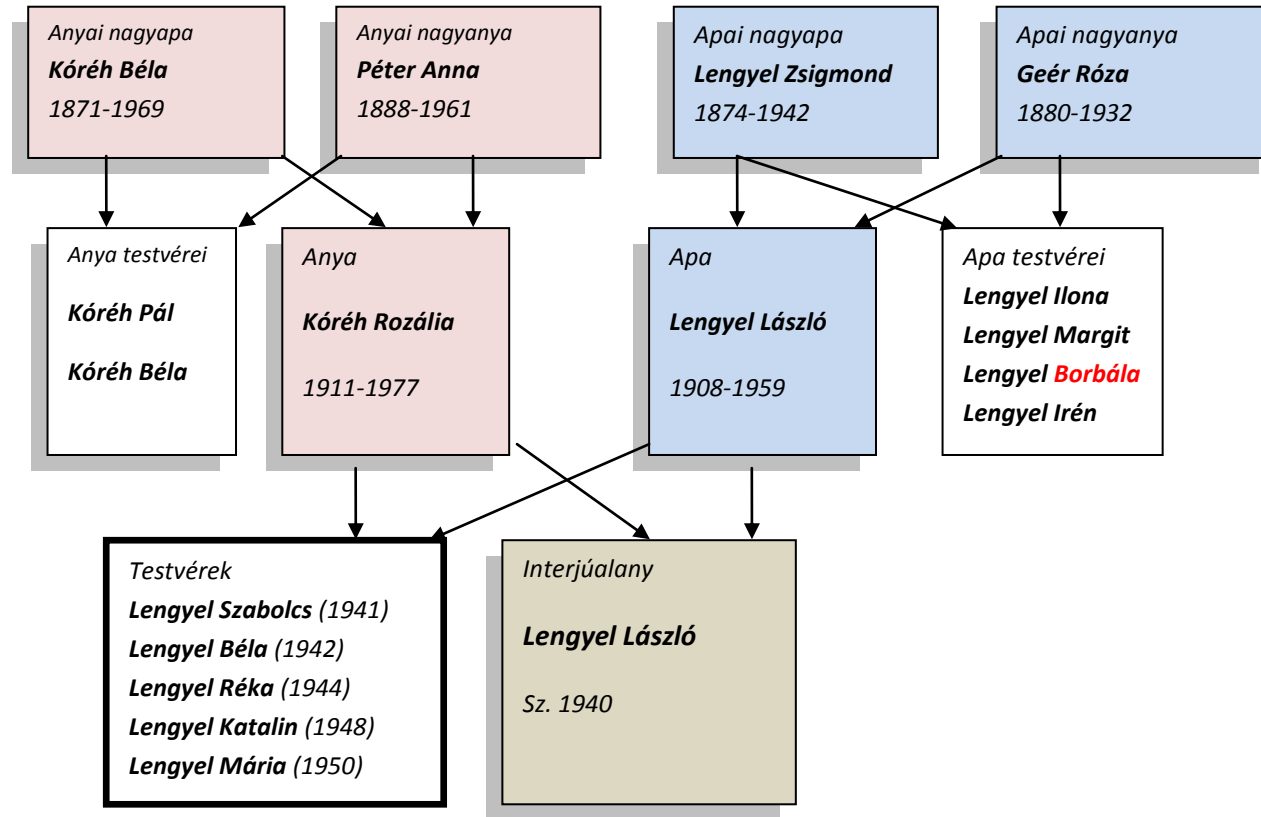 Anyai nagyapa
Kóréh Béla
1871-1969
Anyai nagyanya
Péter Anna
1888-1961
Apai nagyapa
Lengyel Zsigmond
1874-1942
Apai nagyanya
Geér Róza
1880-1932
Anya testvérei
Kóréh Pál
Kóréh Béla
Anya
Kóréh Rozália
1911-1977
Apa
Lengyel László
1908-1959
Apa testvérei
Lengyel Ilona
Lengyel Margit
Lengyel Borbála
Lengyel Irén
Testvérek
Lengyel Szabolcs (1941)
Lengyel Béla (1942)
Lengyel Réka (1944)
Lengyel Katalin (1948)
Lengyel Mária (1950)
Interjúalany
Lengyel László
Sz. 1940